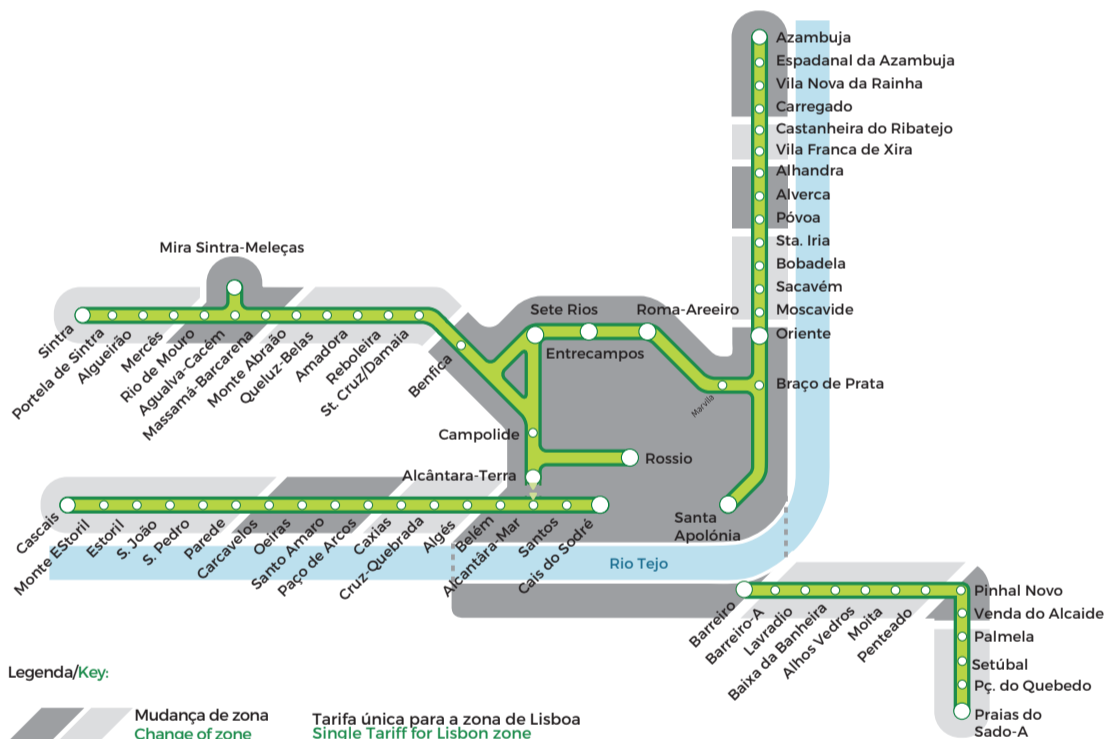 Azambuja
Espadanal da Azambuja
Vila Nova da Rainha
Carregado
Castanheira do Ribatejo
Vila Franca de Xira
Alhandra
Alverca
Póvoa
Sta. Iria
Bobadela
Sacavém
Moscavide
Oriente
Braço de Prata
Marvila
Santa
Apolónia
Mira Sintra-Meleças
Sintra
Portela de Sintra
Algueirão
Mercês
Rio de Mouro
Agualva-Cacém
Massamá-Barcarena
Monte Abraão
Queluz-Belas
Amadora
Reboleira
St. Cruz/Damaia
Benfica
Sete Rios
Entrecampos
Roma-Areeiro
Campolide
Rossio
Alcântara-Terra
Cascais
Monte EStoril
Estoril
S. João
S. Pedro
Parede
Carcavelos
Oeiras
Santo Amaro
Paço de Arcos
Caxias
Cruz-Quebrada
Algés
Belém
Alcantâra-Mar
Santos
Cais do Sodré
Rio Tejo
Barreiro
Barreiro-A
Lavradio
Baixa da Banheira
Alhos Vedros
Moita
Penteado
Pinhal Novo
Venda do Alcaide
Palmela
Setúbal
Pç. do Quebedo
Praias do
Sado-A
Legenda/Key:
Mudança de zona
Change of zone
Tarifa única para a zona de Lisboa
Single Tariff for Lisbon zone